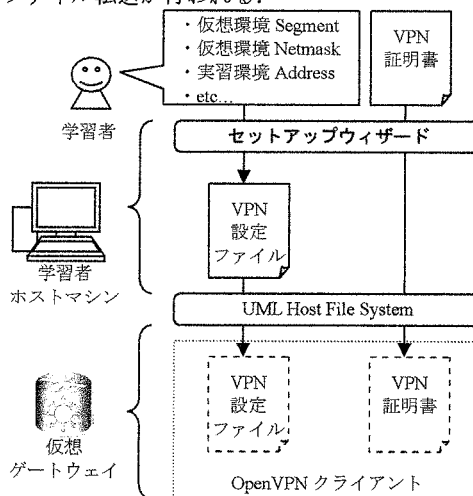 ファイル転送が行われる.
・仮想環境 Segment
・仮想環境 Netmask
・実習環境 Address
・etc...
VPN
証明書
学習者
セットアップウィザード
VPN
設定
ファイル
学習者
ホストマシン
UML Host File System
VPN
設定
ファイル
VPN
証明書
仮想
ゲートウェイ
OpenVPN クライアント